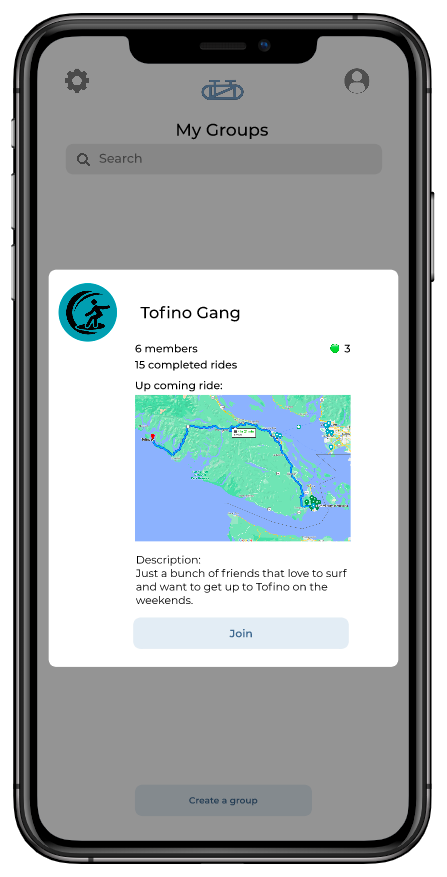 My Groups
Search
Tofino Gang
6 members
3
15 completed rides
Up coming ride:
Description:
Just a bunch of friends that love to surf
and want to get up to Tofino on the
weekends.
Join
Create a group